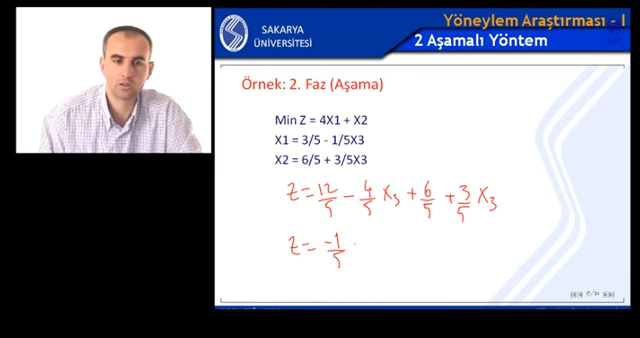 SAKARYA
ÜNİVERSİTESİ
Yöneylem Araştırması - I
2 Aşamalı Yöntem
Örnek: 2. Faz (Aşama)
Min Z = 4X1 + X2
X1 = 3/5 - 1/5X3
X2 = 6/5 + 3/5X3
Z = 12/5 - 4/5 X3 + 6/5 + 3/5 X3
Z = -1/5